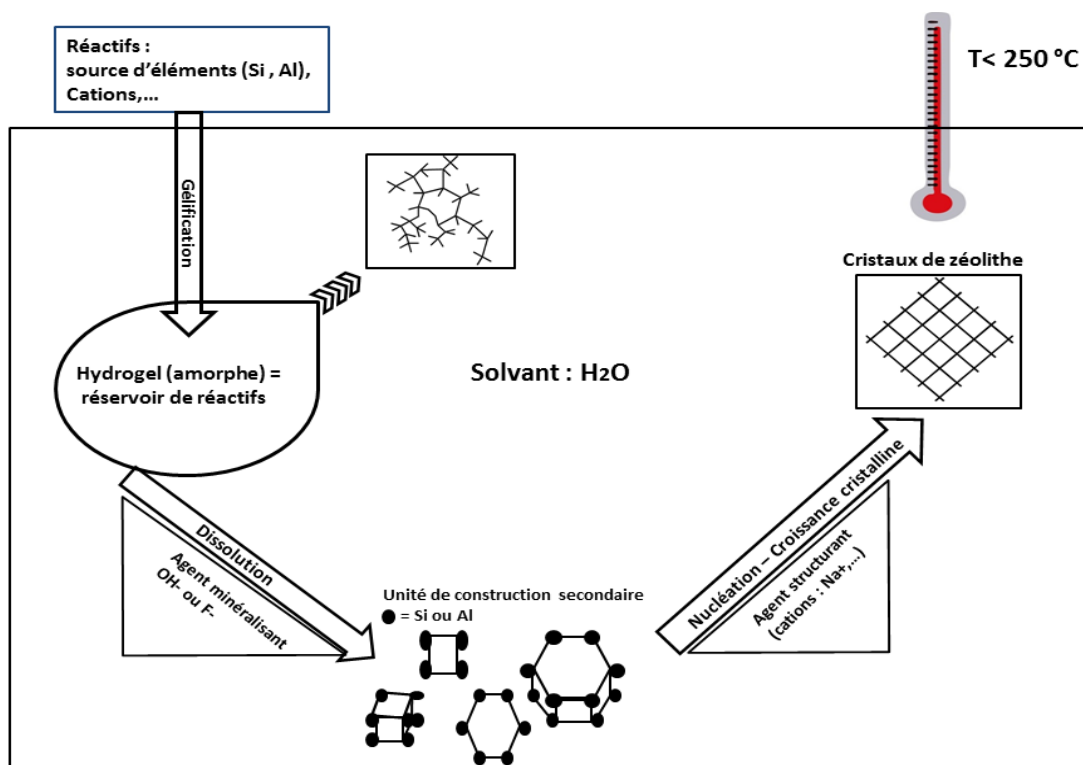 Réactifs :
source d'éléments (Si , Al),
Cations,...
T< 250 °C
Gélification
Cristaux de zéolithe
Hydrogel (amorphe) =
réservoir de réactifs
Solvant : H2O
Dissolution
Agent minéralisant
OH- ou F-
Unité de construction secondaire
= Si ou Al
Nucléation – Croissance cristalline
Agent structurant
(cations : Na+,...)